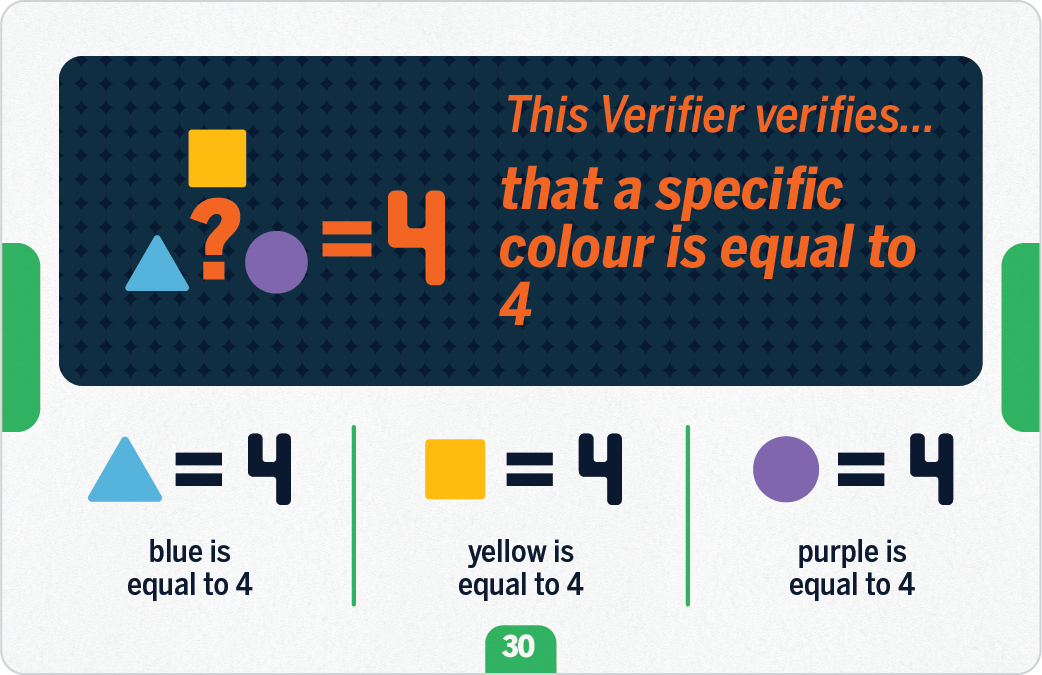 This Verifier verifies...
? = 4
that a specific
colour is equal to
4
= 4
= 4
= 4
blue is
equal to 4
yellow is
equal to 4
purple is
equal to 4
30